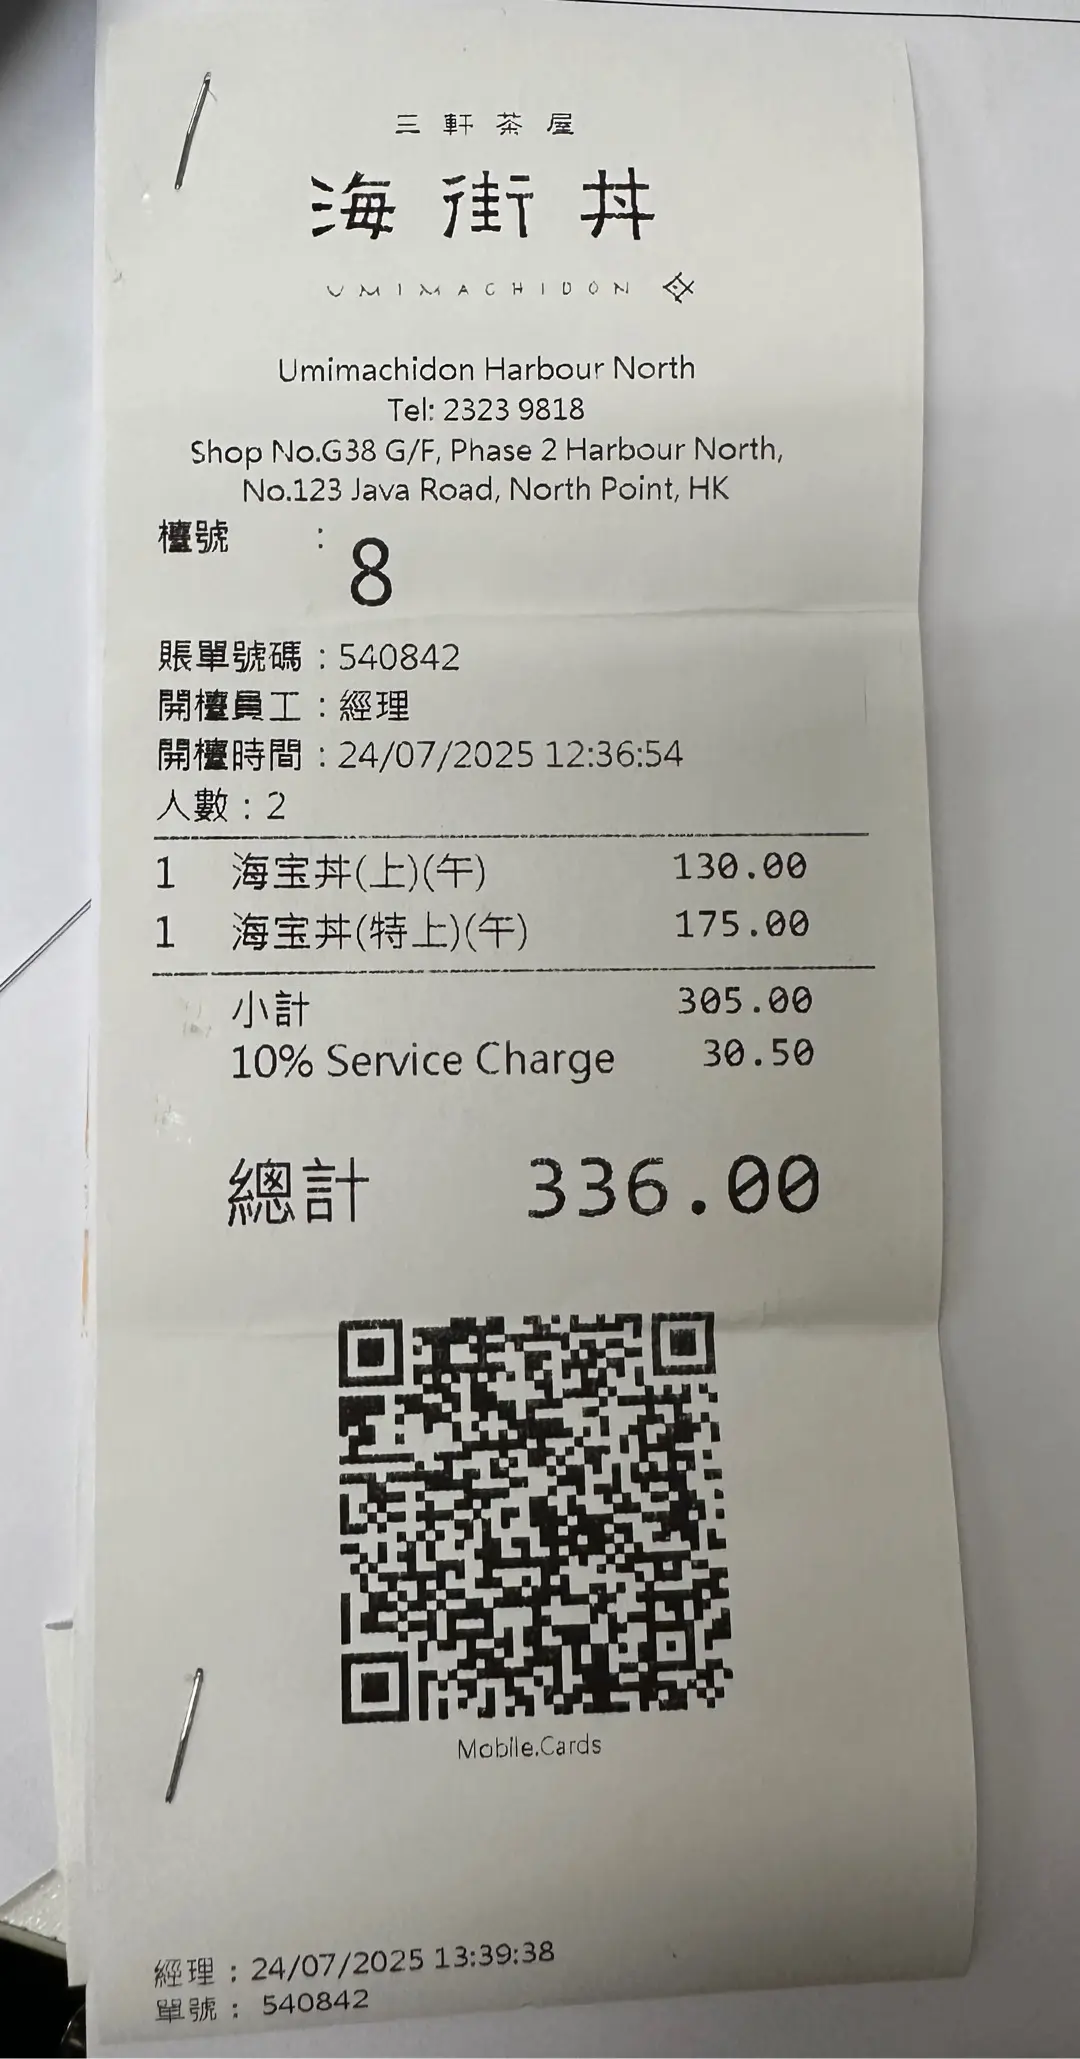 三軒茶屋
海街丼
UMIMACHIDON
Umimachidon Harbour North
Tel: 2323 9818
Shop No.G38 G/F, Phase 2 Harbour North,
No.123 Java Road, North Point, HK
檯號 : 8
賬單號碼 : 540842
開檯員工 : 經理
開檯時間 : 24/07/2025 12:36:54
人數 : 2
1 海宝丼(上)(午) 130.00
1 海宝丼(特上)(午) 175.00
小計 305.00
10% Service Charge 30.50
總計 336.00
Mobile.Cards
經理 : 24/07/2025 13:39:38
單號 : 540842